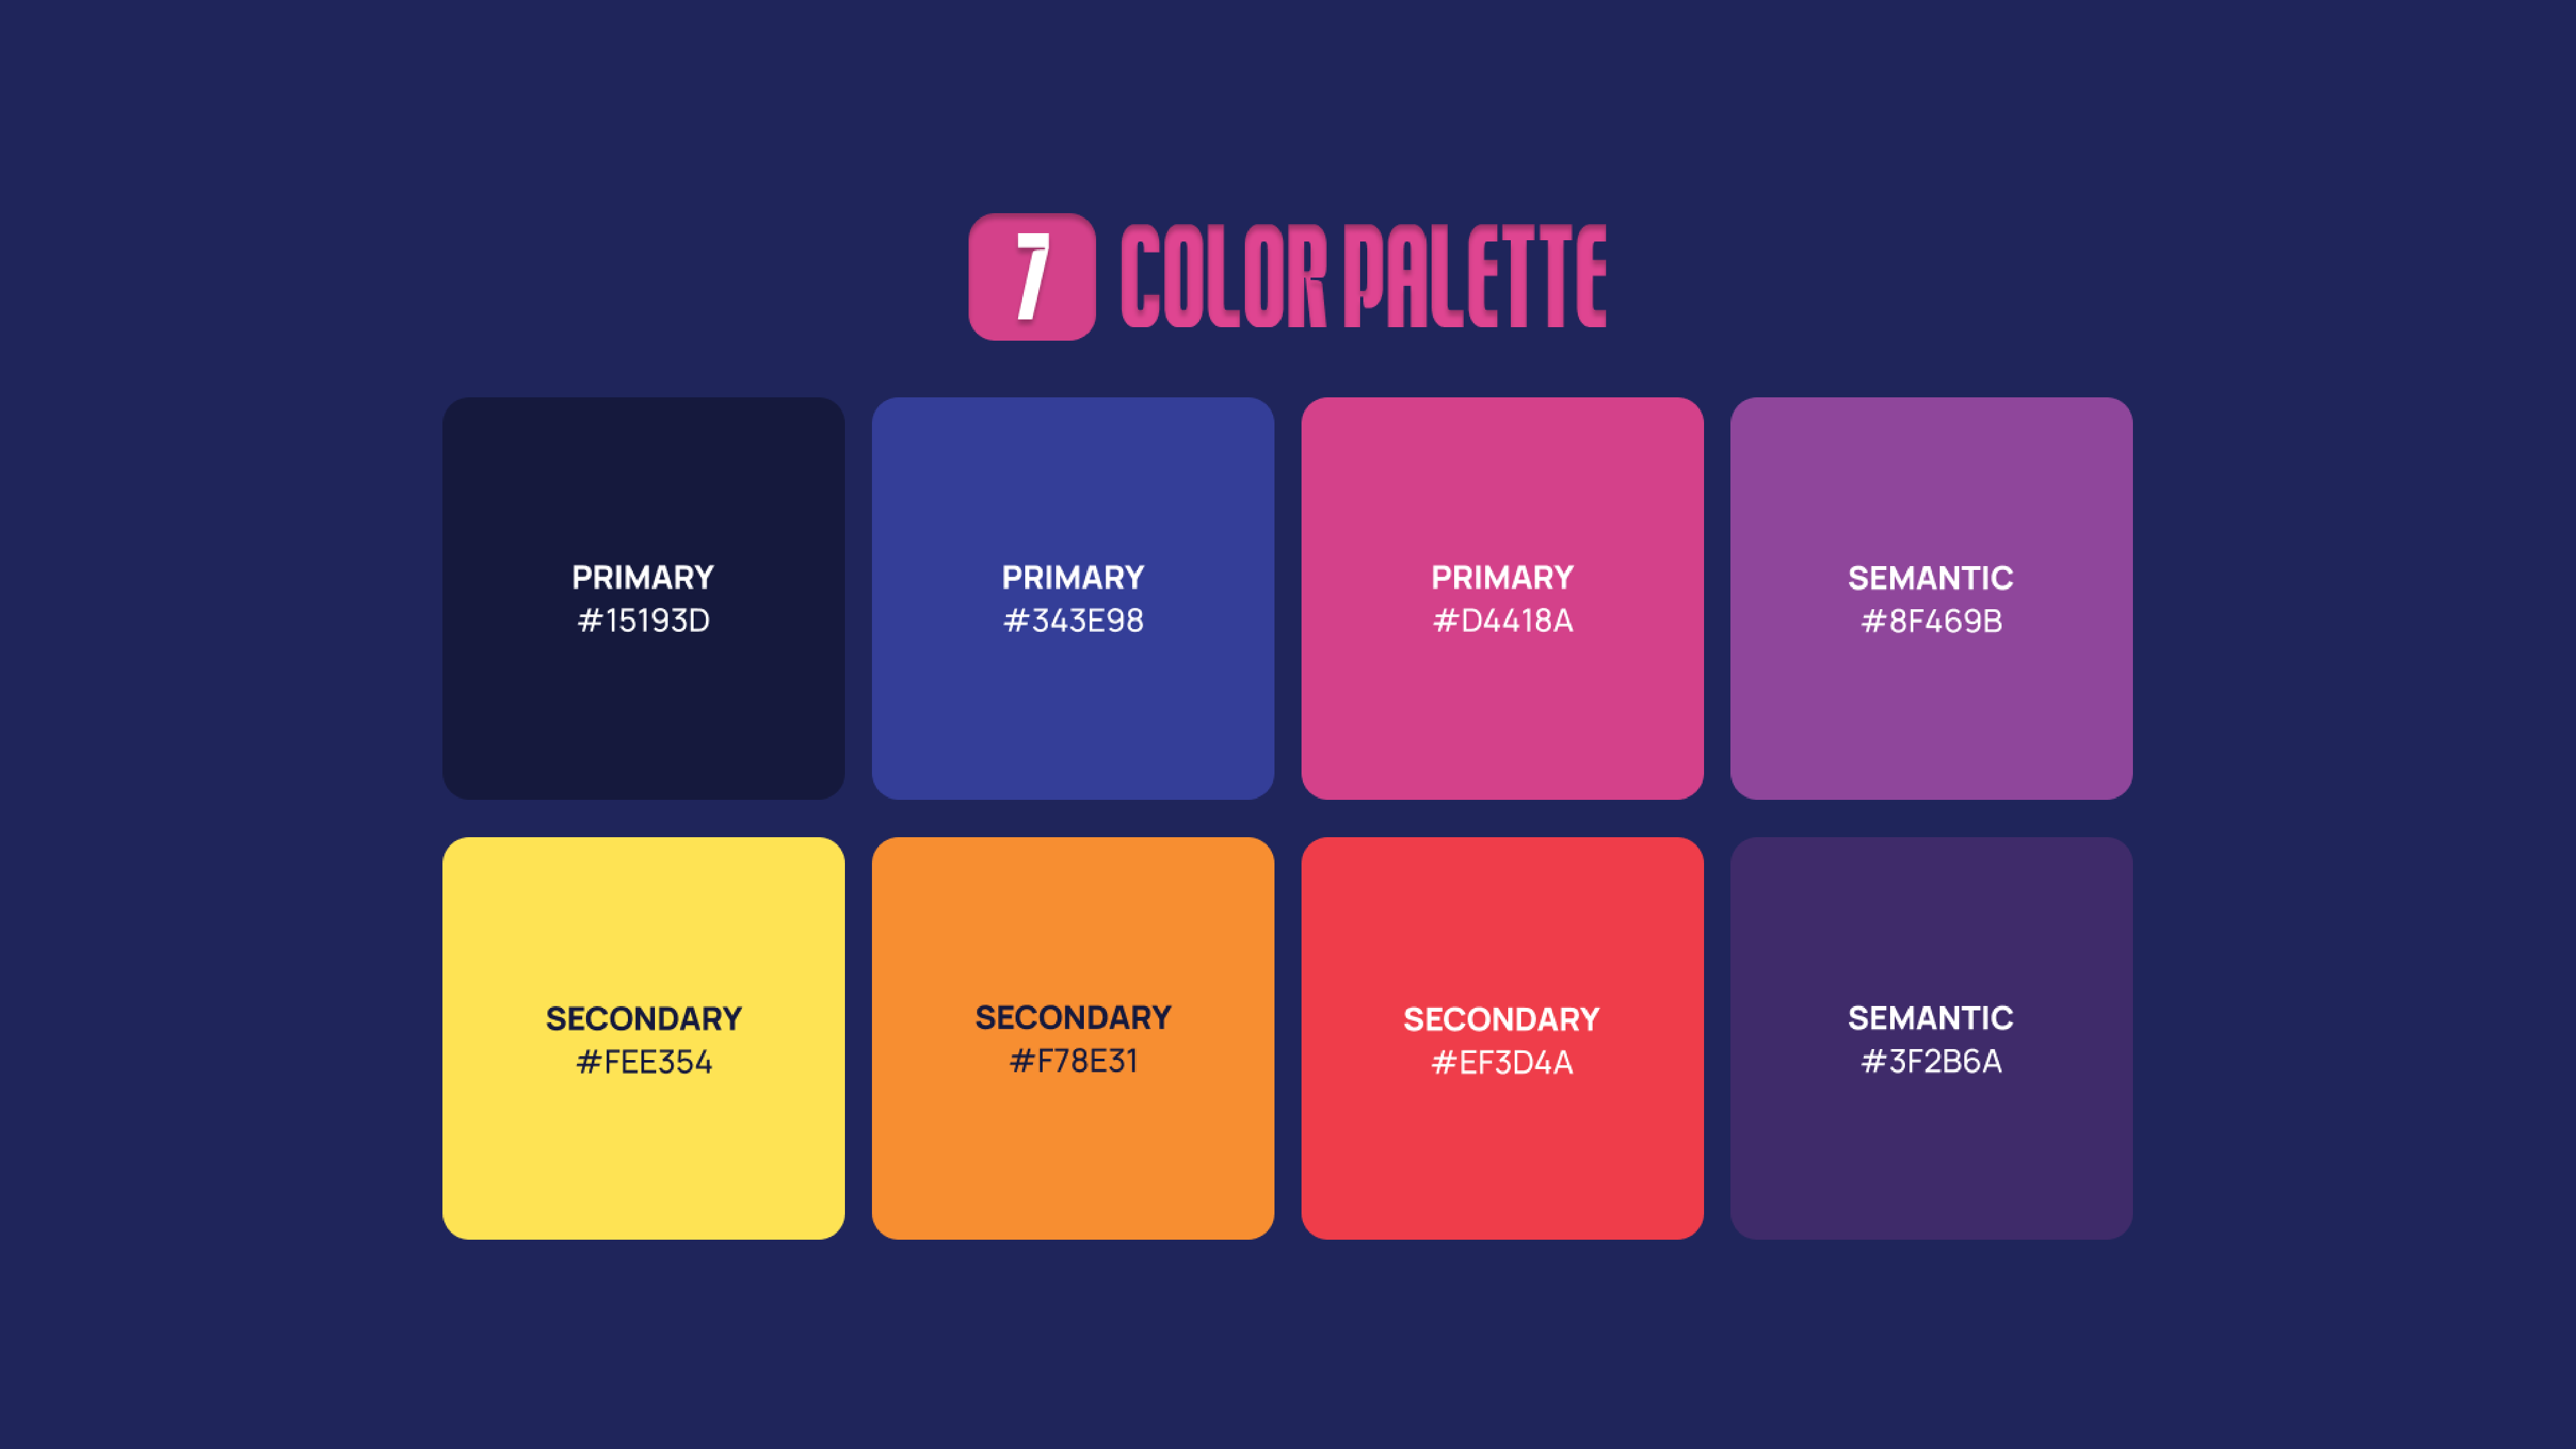 7 COLOR PALETTE
PRIMARY
#15193D
PRIMARY
#343E98
PRIMARY
#D4418A
SEMANTIC
#8F469B
SECONDARY
#FEE354
SECONDARY
#F78E31
SECONDARY
#EF3D4A
SEMANTIC
#3F2B6A